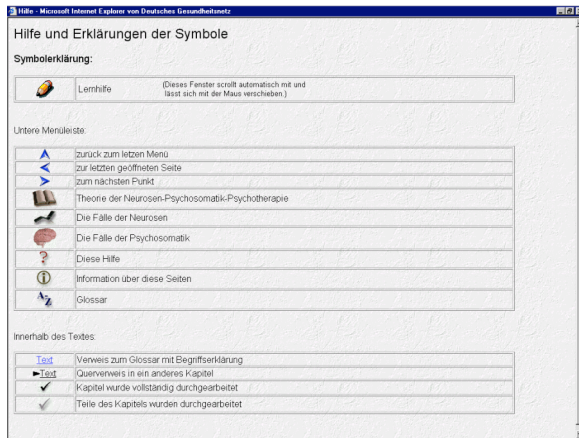 Hilfe - Microsoft Internet Explorer von Deutsches Gesundheitsnetz
Hilfe und Erklärungen der Symbole
Symbolerklärung:
Lernhilfe (Dieses Fenster scrollt automatisch mit und
lässt sich mit der Maus verschieben.)
Untere Menüleiste:
zurück zum letzen Menü
zur letzten geöffneten Seite
zum nächsten Punkt
Theorie der Neurosen-Psychosomatik-Psychotherapie
Die Fälle der Neurosen
Die Fälle der Psychosomatik
? Diese Hilfe
i Information über diese Seiten
A-Z Glossar
Innerhalb des Textes:
Text Verweis zum Glossar mit Begriffserklärung
►Text Querverweis in ein anderes Kapitel
✓ Kapitel wurde vollständig durchgearbeitet
✓ Teile des Kapitels wurden durchgearbeitet